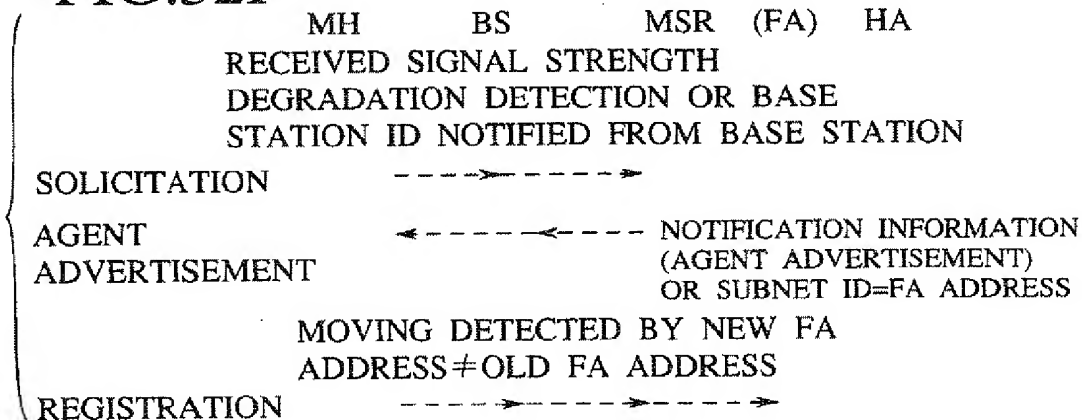 MH BS MSR (FA) HA
RECEIVED SIGNAL STRENGTH
DEGRADATION DETECTION OR BASE
STATION ID NOTIFIED FROM BASE STATION
SOLICITATION
AGENT
ADVERTISEMENT
NOTIFICATION INFORMATION
(AGENT ADVERTISEMENT)
OR SUBNET ID=FA ADDRESS
MOVING DETECTED BY NEW FA
ADDRESS≠OLD FA ADDRESS
REGISTRATION